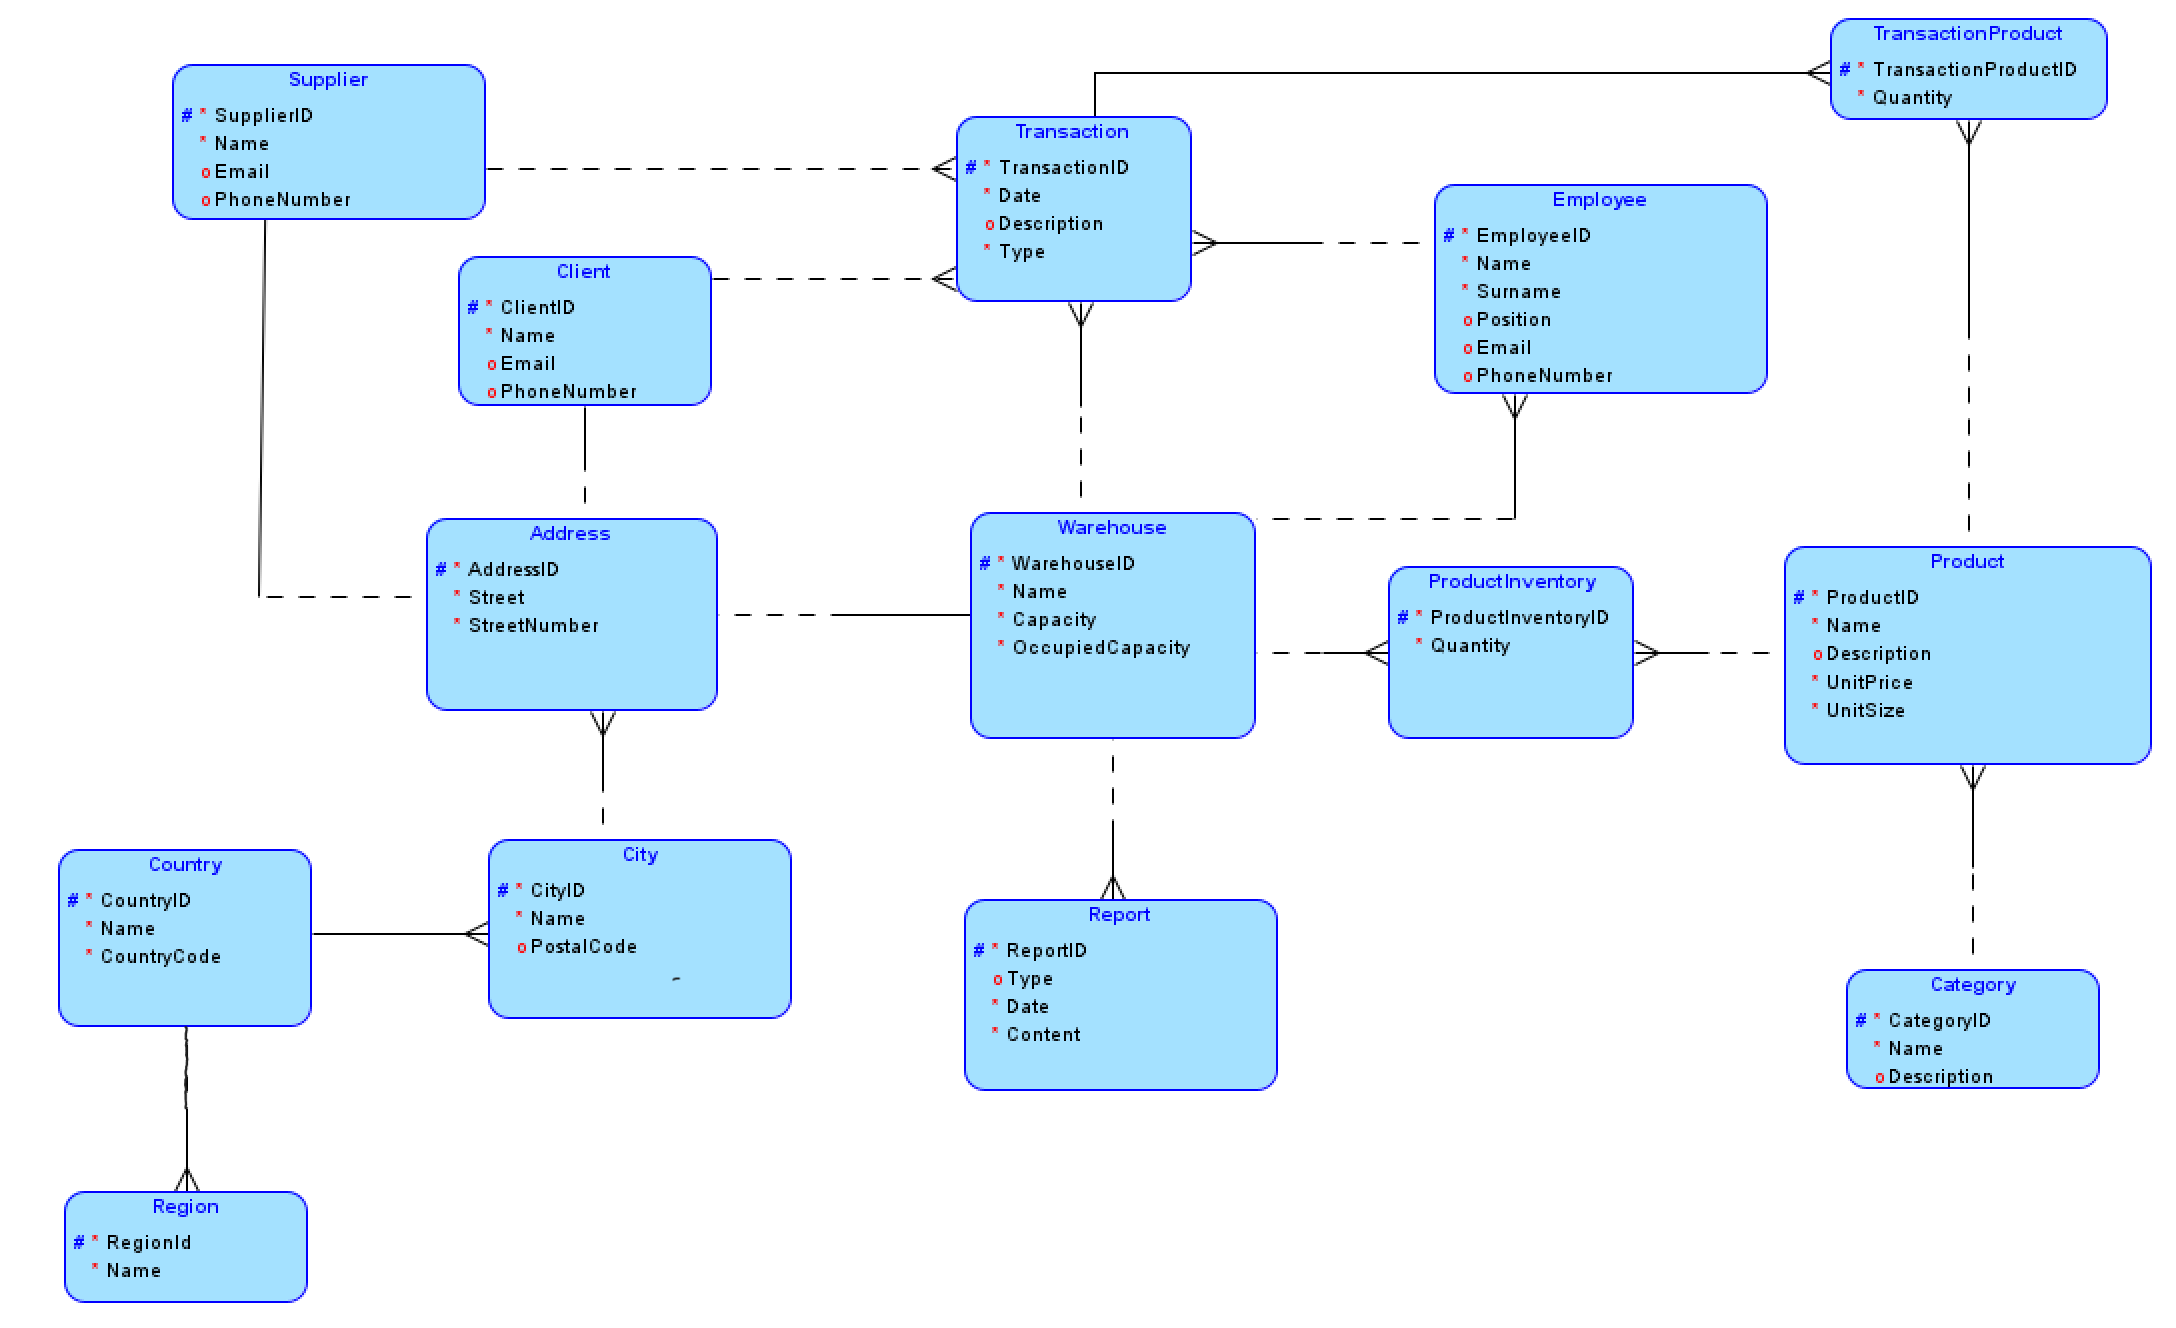 Supplier
# * SupplierID
* Name
o Email
o PhoneNumber
Client
# * ClientID
* Name
o Email
o PhoneNumber
Transaction
# * TransactionID
* Date
o Description
* Type
TransactionProduct
# * TransactionProductID
* Quantity
Employee
# * EmployeeID
* Name
* Surname
o Position
o Email
o PhoneNumber
Address
# * AddressID
* Street
* StreetNumber
Warehouse
# * WarehouseID
* Name
* Capacity
* OccupiedCapacity
ProductInventory
# * ProductInventoryID
* Quantity
Product
# * ProductID
* Name
o Description
* UnitPrice
* UnitSize
Country
# * CountryID
* Name
* CountryCode
City
# * CityID
* Name
o PostalCode
Report
# * ReportID
o Type
* Date
* Content
Category
# * CategoryID
* Name
o Description
Region
# * RegionId
* Name